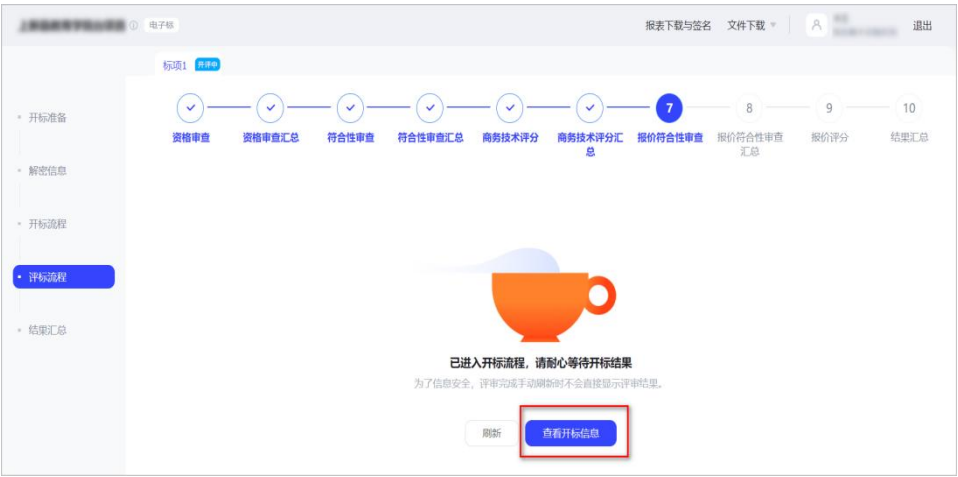 电子标
报表下载与签名 文件下载
退出
标项1 开评中
7 8 9 10
资格审查 资格审查汇总 符合性审查 符合性审查汇总 商务技术评分 商务技术评分汇总 报价符合性审查 报价符合性审查汇总 报价评分 结果汇总
开标准备
解密信息
开标流程
评标流程
结果汇总
已进入开标流程，请耐心等待开标结果
为了信息安全，评审完成手动刷新时不会直接显示评审结果。
刷新 查看开标信息